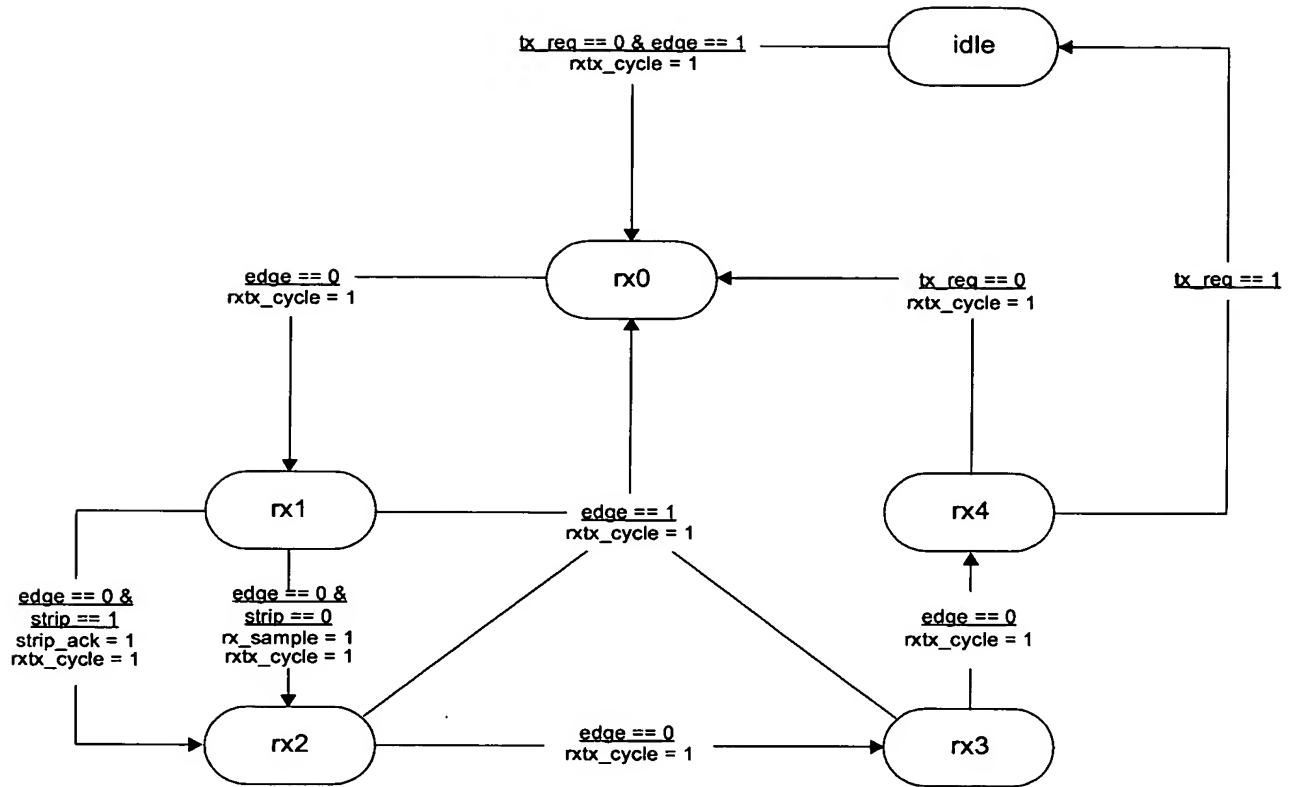 tx_req == 0 & edge == 1
rxtx_cycle = 1
idle
rx0
edge == 0
rxtx_cycle = 1
tx_req == 0
rxtx_cycle = 1
tx_req == 1
rx1
edge == 1
rxtx_cycle = 1
rx4
edge == 0 &
strip == 1
strip_ack = 1
rxtx_cycle = 1
edge == 0 &
strip == 0
rx_sample = 1
rxtx_cycle = 1
edge == 0
rxtx_cycle = 1
rx2
edge == 0
rxtx_cycle = 1
rx3